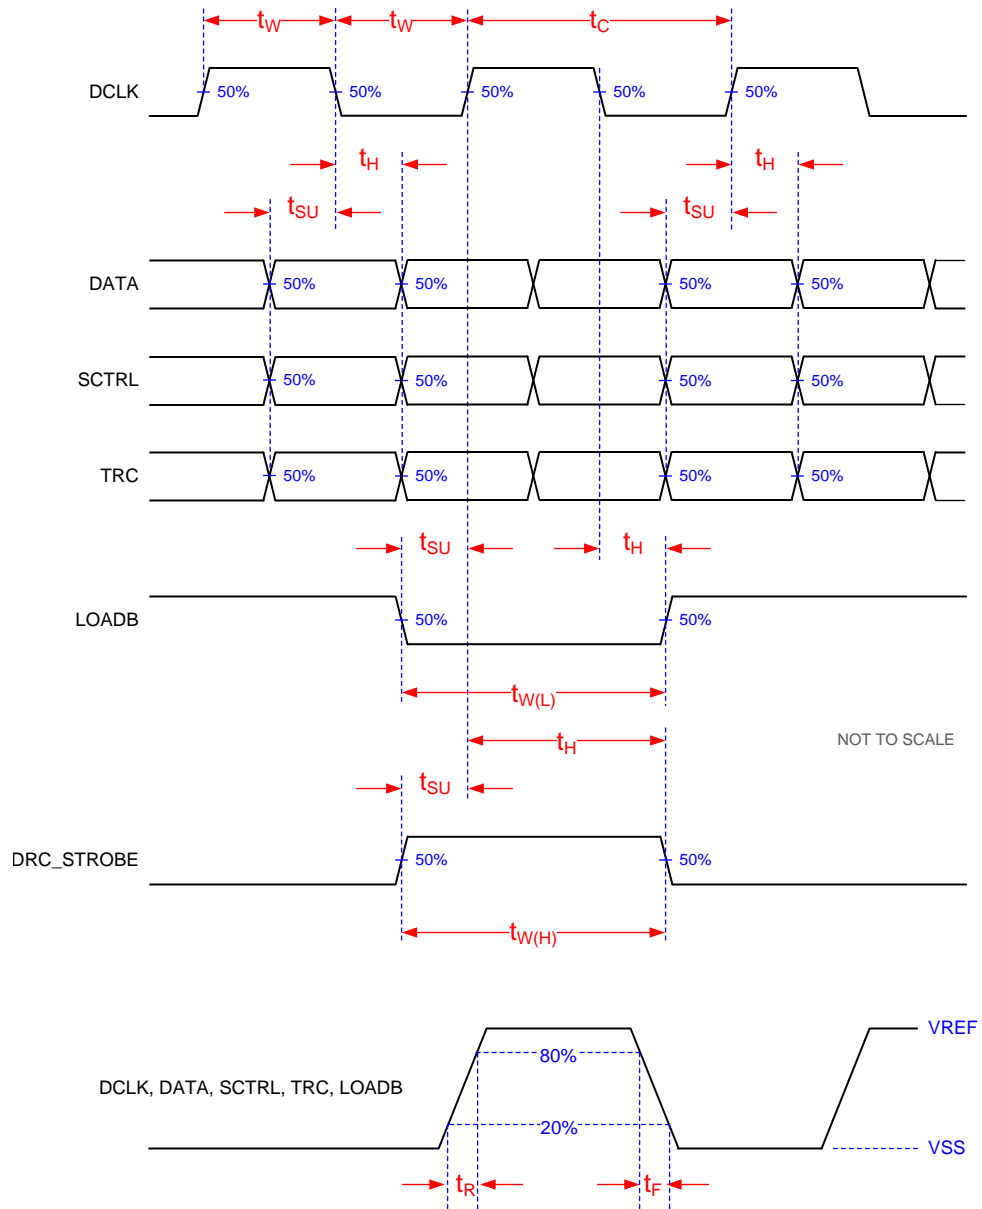 tW tW tC
DCLK 50% 50% 50% 50% 50%
tH tH
tSU tSU
DATA 50% 50% 50% 50%
SCTRL 50% 50% 50% 50%
TRC 50% 50% 50% 50%
tSU tH
LOADB 50% 50%
tW(L)
tH NOT TO SCALE
tSU
DRC_STROBE 50% 50%
tW(H)
VREF
80%
DCLK, DATA, SCTRL, TRC, LOADB
20%
VSS
tR tF